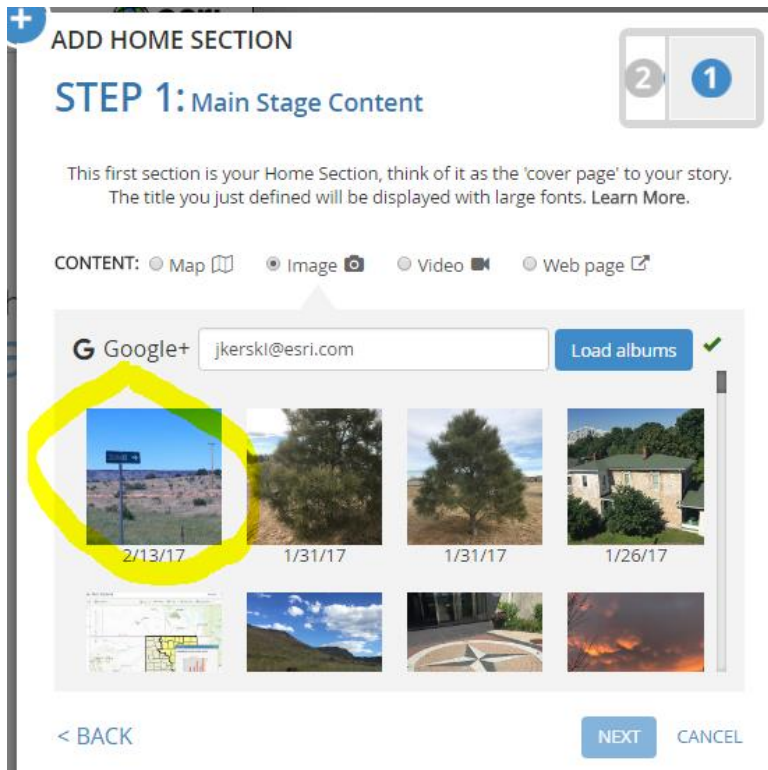 ADD HOME SECTION
STEP 1: Main Stage Content
2 1
This first section is your Home Section, think of it as the 'cover page' to your story.
The title you just defined will be displayed with large fonts. Learn More.
CONTENT: Map Image Video Web page
G Google+ jkerski@esri.com Load albums
2/13/17 1/31/17 1/31/17 1/26/17
< BACK NEXT CANCEL